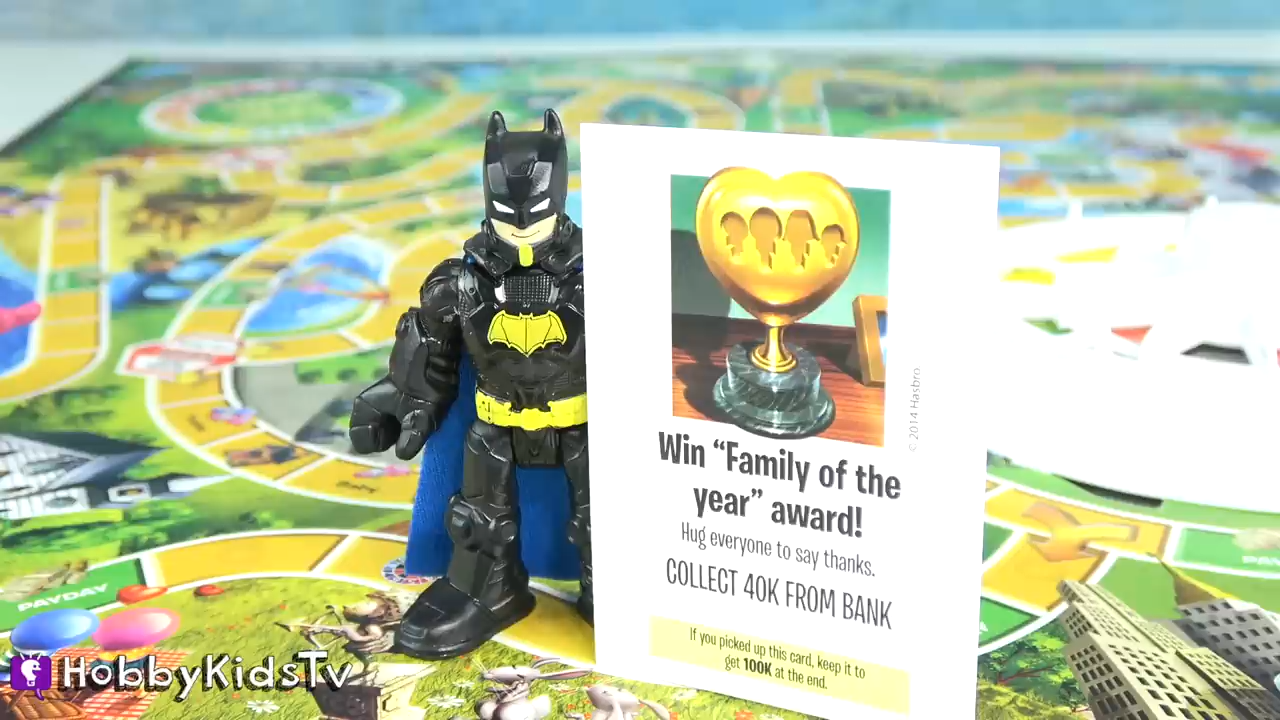 © 2014 Hasbro
Win “Family of the
year” award!
Hug everyone to say thanks.
COLLECT 40K FROM BANK
If you picked up this card, keep it to
get 100K at the end.
PAYDAY
HobbyKidsTv